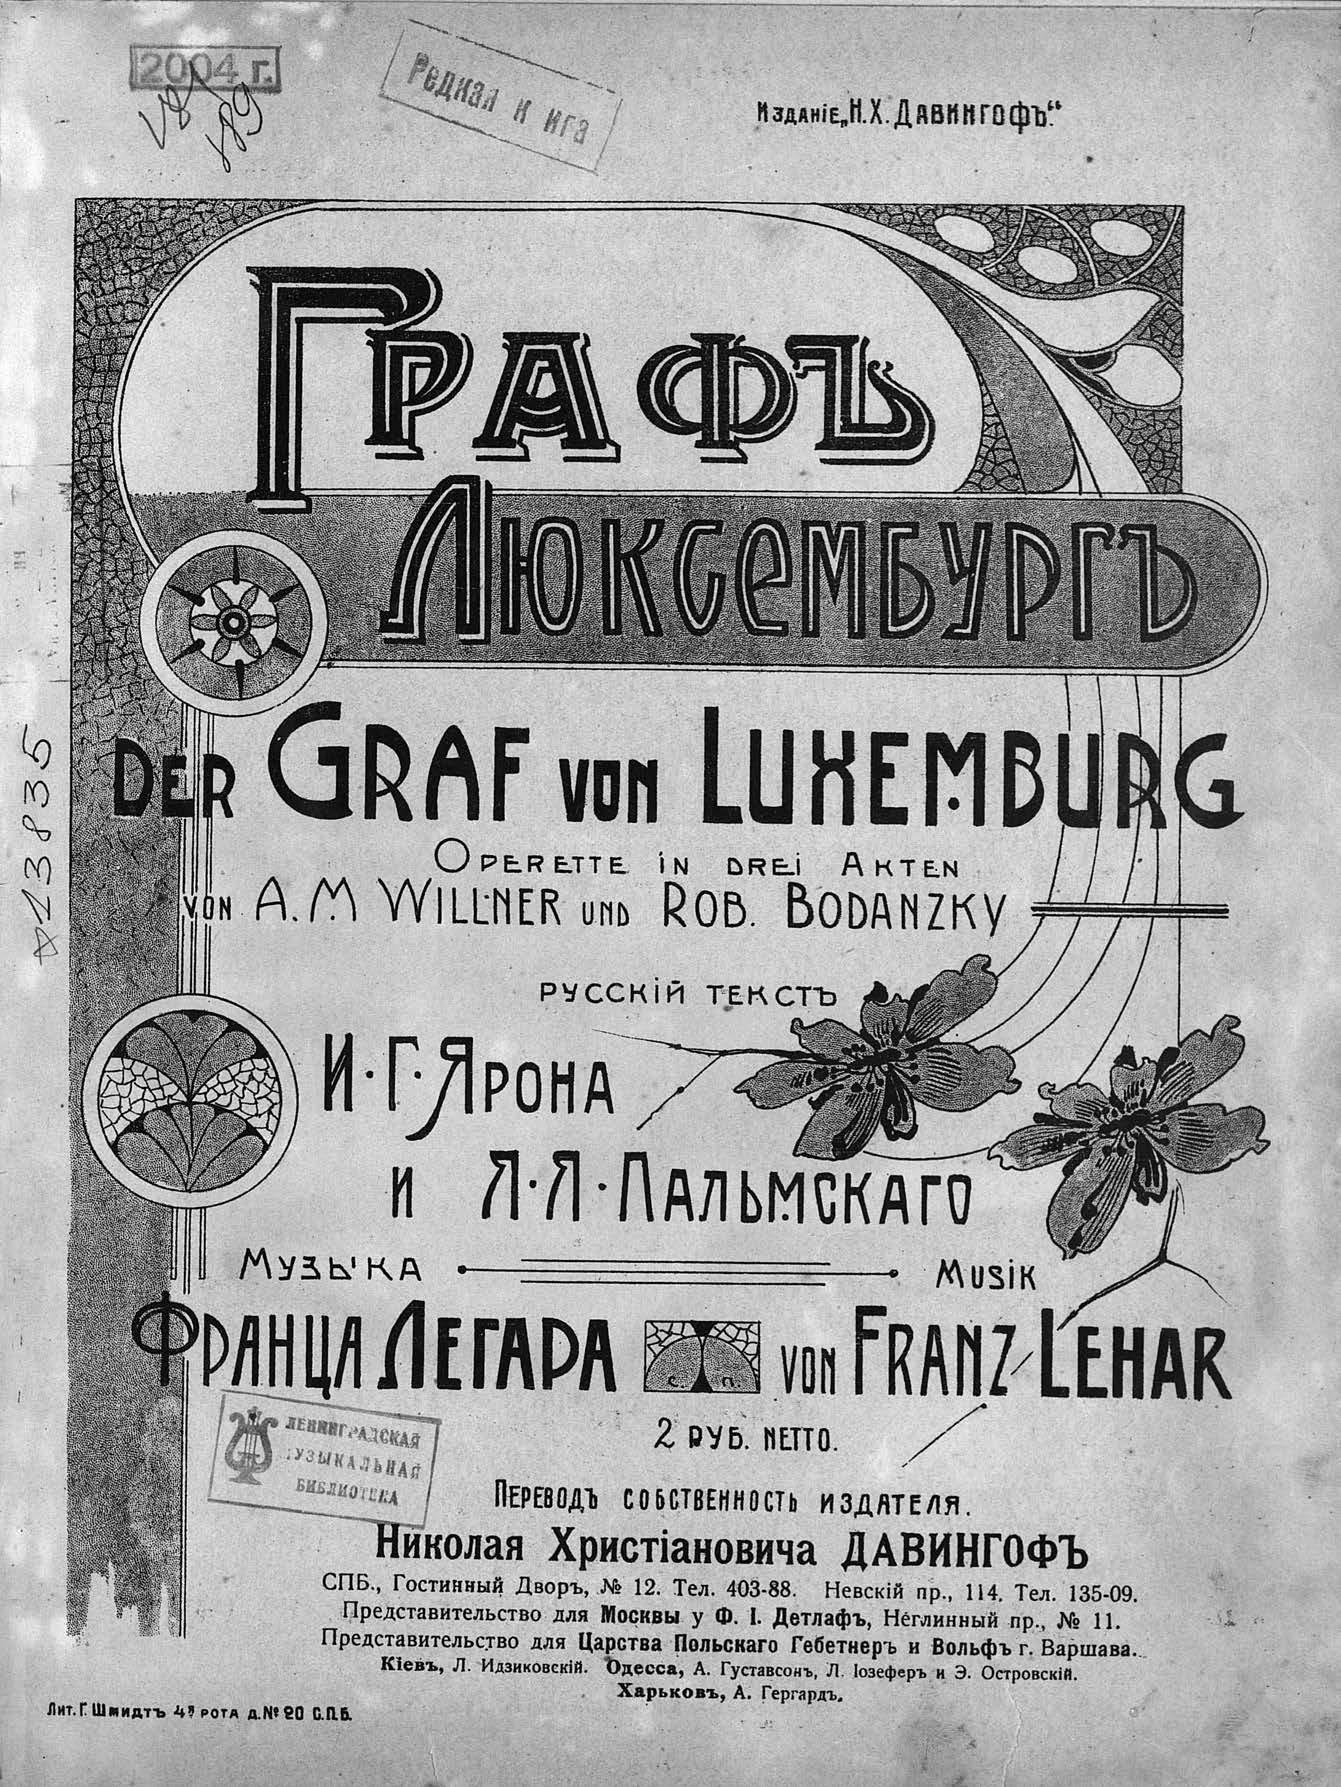 2004 г.
Редкая книга
Изданіе „Н.Х. Давингофъ."
Графъ
Люксембургъ
Der Graf von Luxemburg
Operette in drei Akten
von A.M Willner und Rob. Bodanzky
Русскій текстъ
И·Г·Ярона
и Я·Л·Пальмскаго
Музыка Musik
Франца Легара von Franz Lehar
С. П.
2 руб. нетто.
Ленинградская
музыкальная
библиотека
Переводъ собственность издателя.
Николая Христіановича ДАВИНГОФЪ
СПБ., Гостинный Дворъ, № 12. Тел. 403-88. Невскій пр., 114. Тел. 135-09.
Представительство для Москвы у Ф. І. Детлафъ, Неглинный пр., № 11.
Представительство для Царства Польскаго Гебетнеръ и Вольфъ г. Варшава.
Кіевъ, Л. Идзиковскій. Одесса, А. Густавсонъ, Л. Іозеферъ и Э. Островскій.
Харьковъ, А. Гергардъ.
Лит. Г. Шмидтъ 4я рота д. № 20 С.П.Б.
13835